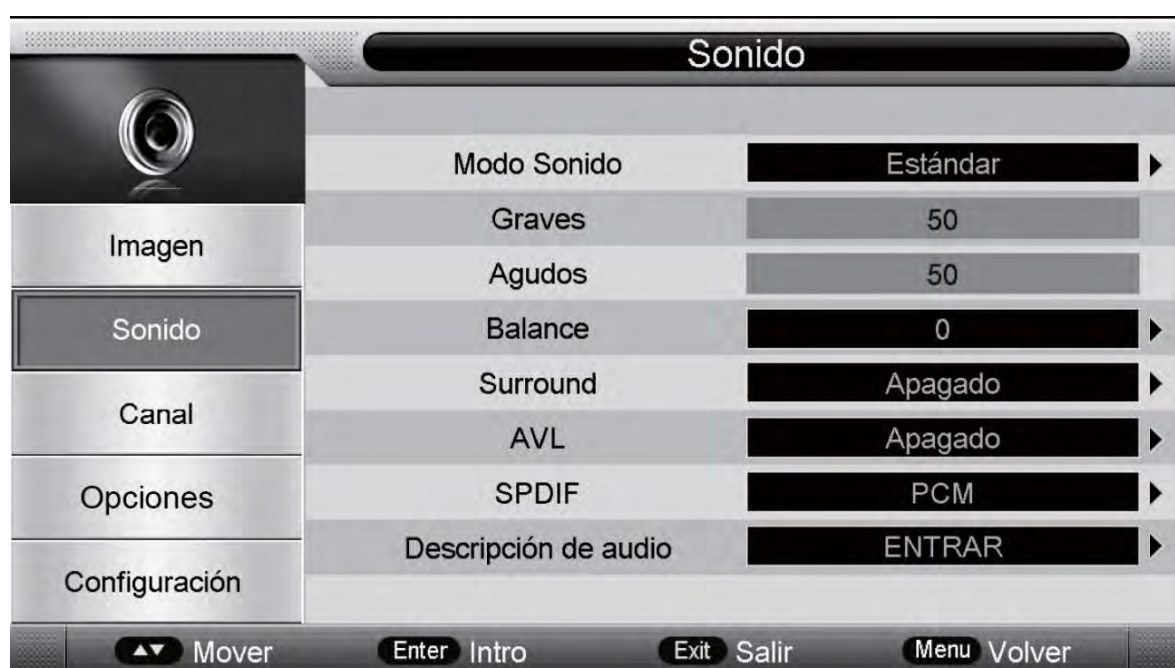 Sonido
Imagen
Sonido
Canal
Opciones
Configuración
Modo Sonido Estándar
Graves 50
Agudos 50
Balance 0
Surround Apagado
AVL Apagado
SPDIF PCM
Descripción de audio ENTRAR
Mover Enter Intro Exit Salir Menu Volver